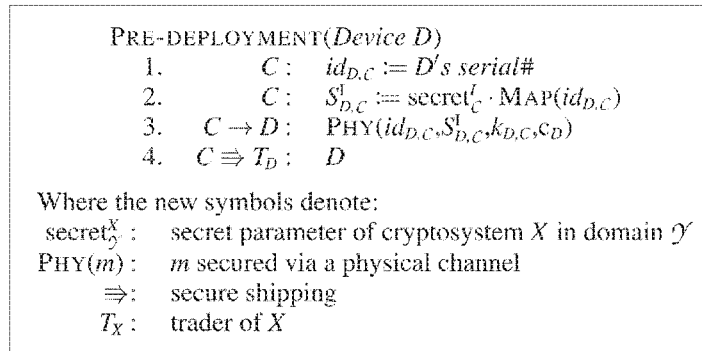 PRE-DEPLOYMENT(Device D)
1. C : id_{D,C} := D's serial#
2. C : S^I_{D,C} := secret^I_C · MAP(id_{D,C})
3. C → D : PHY(id_{D,C},S^I_{D,C},k_{D,C},c_D)
4. C ⇛ T_D : D
Where the new symbols denote:
secret^X_𝒴 : secret parameter of cryptosystem X in domain 𝒴
PHY(m) : m secured via a physical channel
⇛: secure shipping
T_X : trader of X